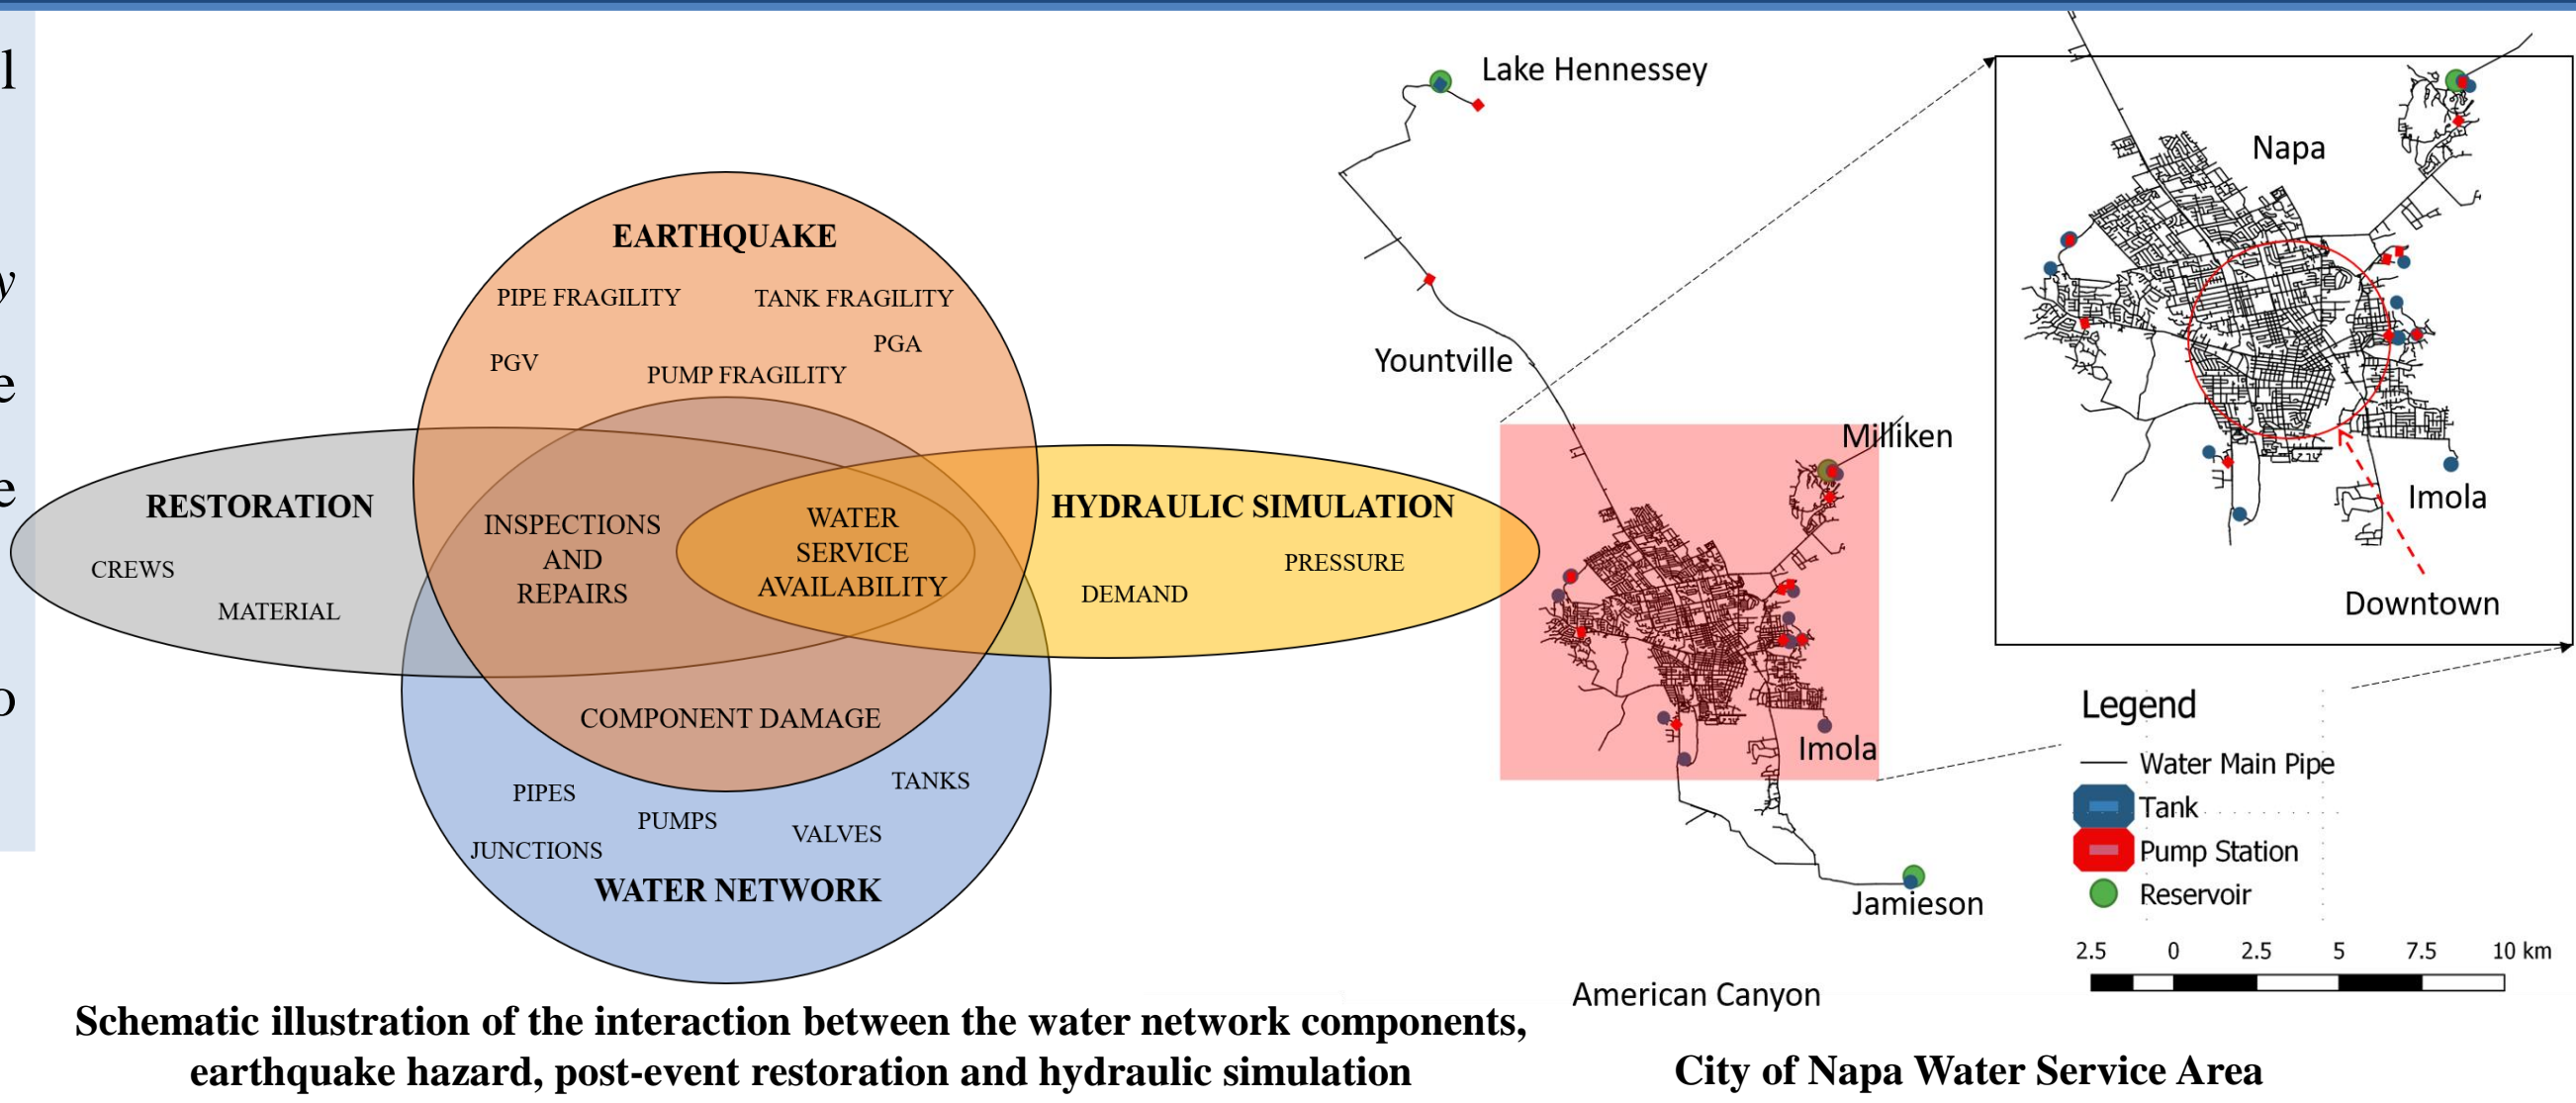 l
y
e
e
o
EARTHQUAKE
PIPE FRAGILITY
TANK FRAGILITY
PGV
PGA
PUMP FRAGILITY
RESTORATION
CREWS
MATERIAL
INSPECTIONS
AND
REPAIRS
WATER
SERVICE
AVAILABILITY
HYDRAULIC SIMULATION
PRESSURE
DEMAND
COMPONENT DAMAGE
PIPES
TANKS
PUMPS
VALVES
JUNCTIONS
WATER NETWORK
Schematic illustration of the interaction between the water network components,
earthquake hazard, post-event restoration and hydraulic simulation
Lake Hennessey
Yountville
Milliken
Imola
Jamieson
American Canyon
Napa
Imola
Downtown
Legend
Water Main Pipe
Tank
Pump Station
Reservoir
2.5 0 2.5 5 7.5 10 km
City of Napa Water Service Area